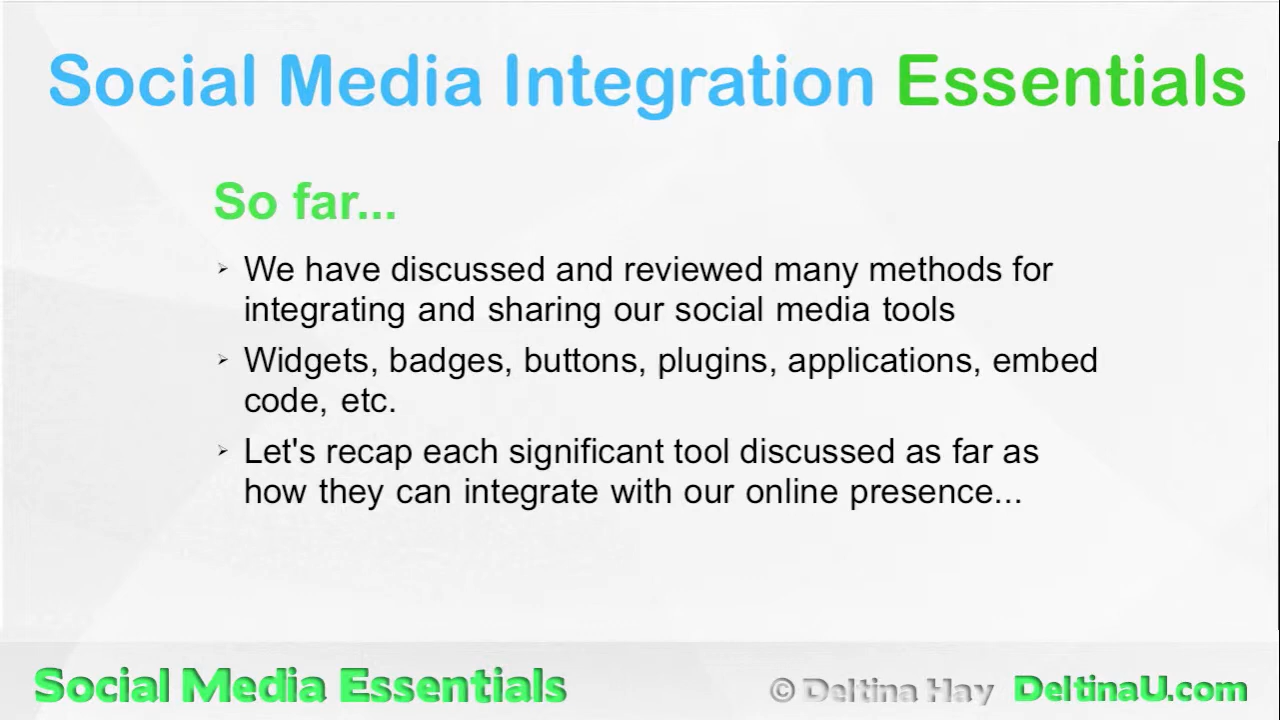 Social Media Integration Essentials
So far...
➢ We have discussed and reviewed many methods for
integrating and sharing our social media tools
➢ Widgets, badges, buttons, plugins, applications, embed
code, etc.
➢ Let's recap each significant tool discussed as far as
how they can integrate with our online presence...
Social Media Essentials
© Deltina Hay DeltinaU.com